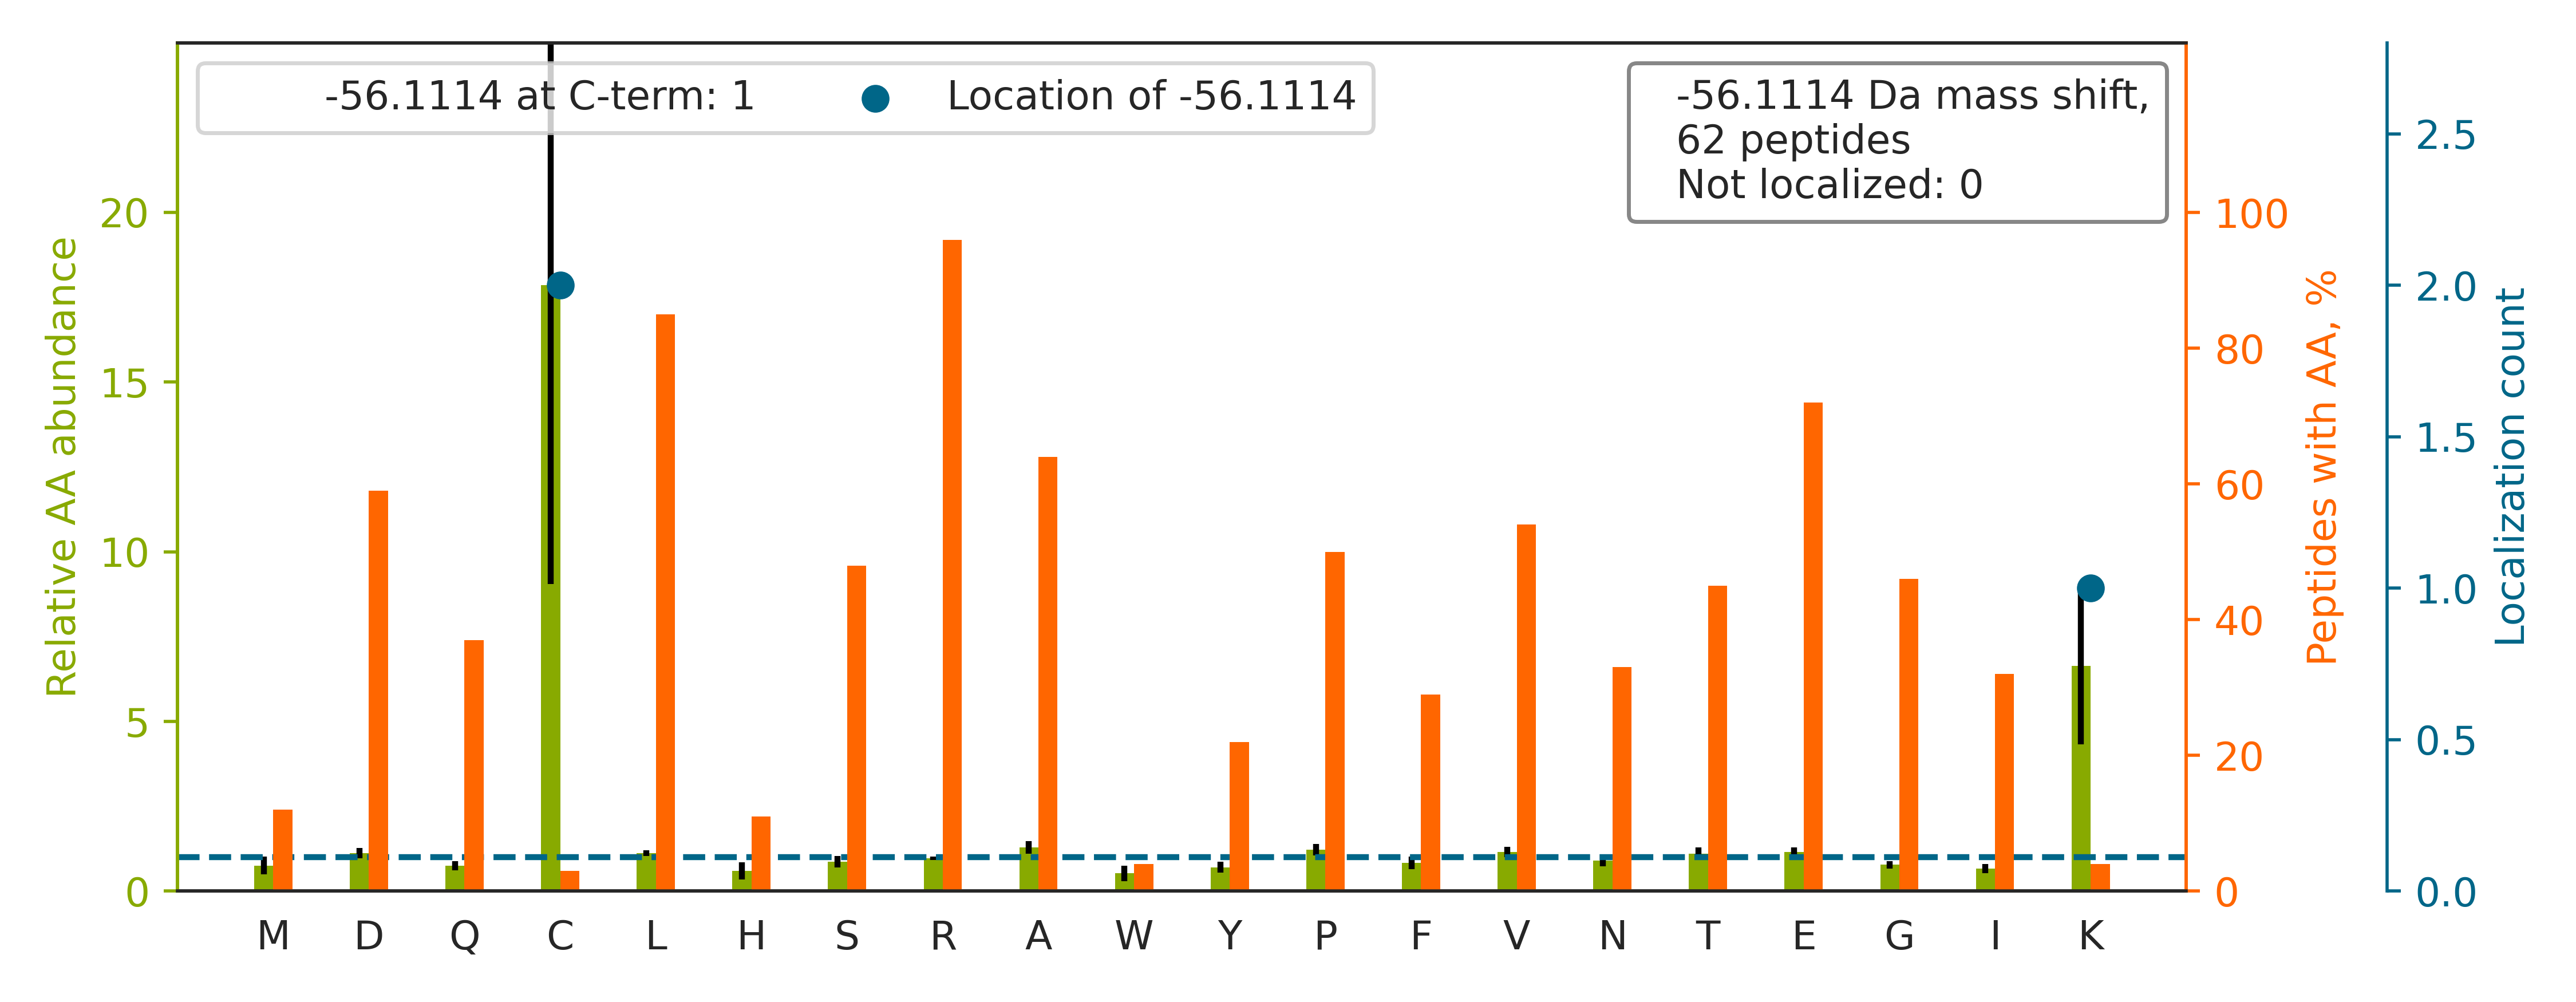 -56.1114 at C-term: 1
Location of -56.1114
-56.1114 Da mass shift,
62 peptides
Not localized: 0
Relative AA abundance
20
15
10
5
0
M D Q C L H S R A W Y P F V N T E G I K
100
80
60
40
20
0
Peptides with AA, %
2.5
2.0
1.5
1.0
0.5
0.0
Localization count